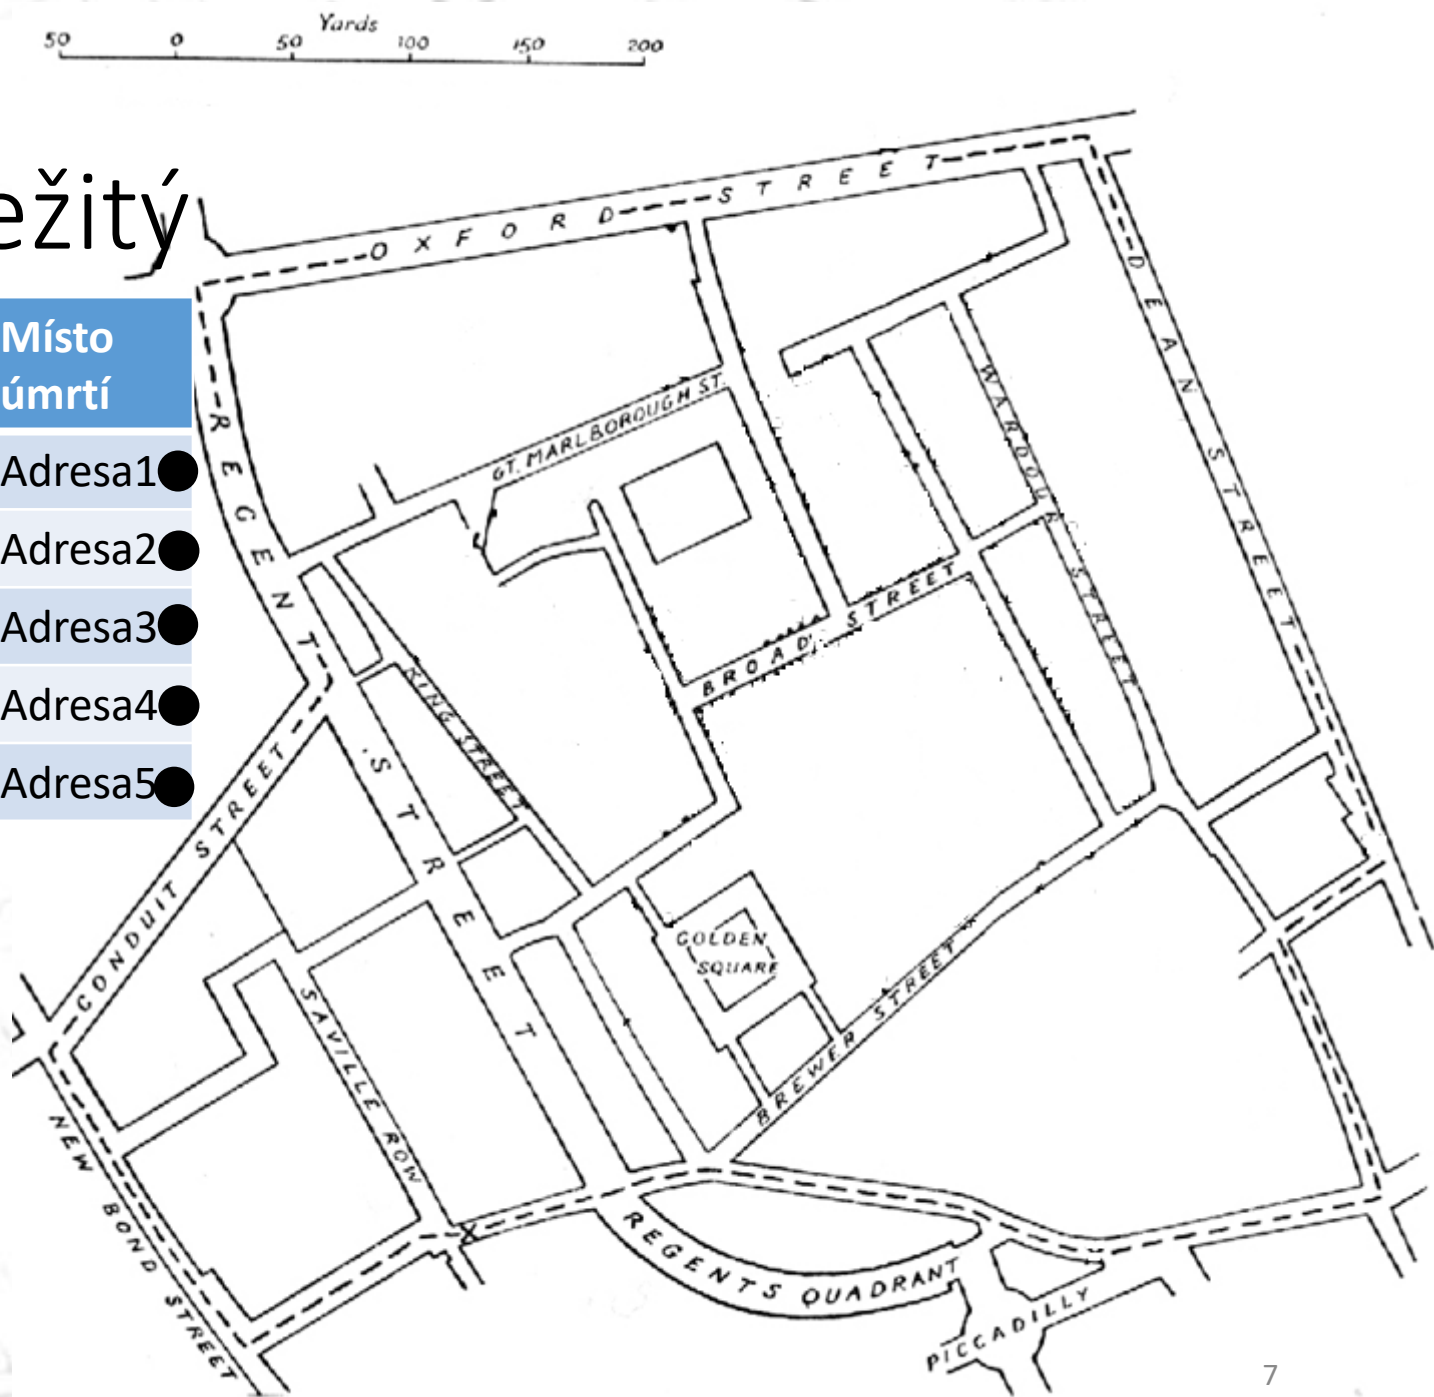 Yards
50 0 50 100 150 200
ežitý
Místo
úmrtí
Adresa1
Adresa2
Adresa3
Adresa4
Adresa5
OXFORD STREET
DEAN STREET
REGENT STREET
GT. MARLBOROUGH ST.
WARDOUR STREET
BROAD STREET
KING STREET
CONDUIT STREET
GOLDEN
SQUARE
BREWER STREET
SAVILLE ROW
NEW BOND STREET
REGENTS QUADRANT
PICCADILLY
7